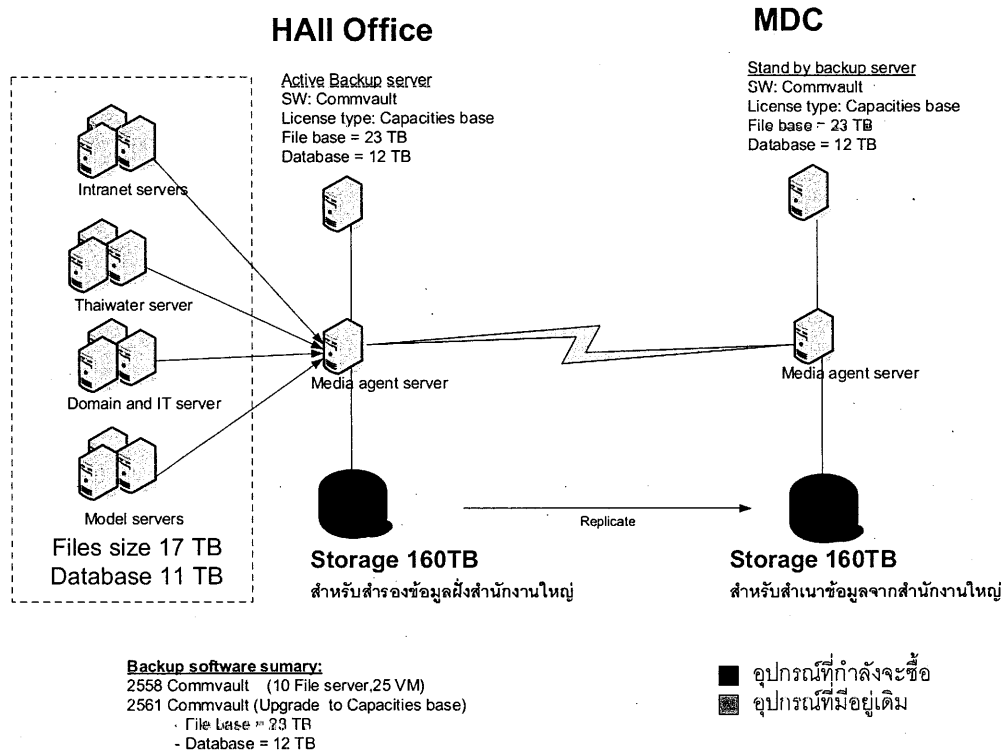 HAII Office
MDC
Active Backup server
SW: Commvault
License type: Capacities base
File base = 23 TB
Database = 12 TB
Stand by backup server
SW: Commvault
License type: Capacities base
File base = 23 TB
Database = 12 TB
Intranet servers
Thaiwater server
Domain and IT server
Model servers
Files size 17 TB
Database 11 TB
Media agent server
Media agent server
Replicate
Storage 160TB
สำหรับสำรองข้อมูลฝั่งสำนักงานใหญ่
Storage 160TB
สำหรับสำเนาข้อมูลจากสำนักงานใหญ่
Backup software sumary:
2558 Commvault (10 File server,25 VM)
2561 Commvault (Upgrade to Capacities base)
- File base = 23 TB
- Database = 12 TB
อุปกรณ์ที่กำลังจะซื้อ
อุปกรณ์ที่มีอยู่เดิม